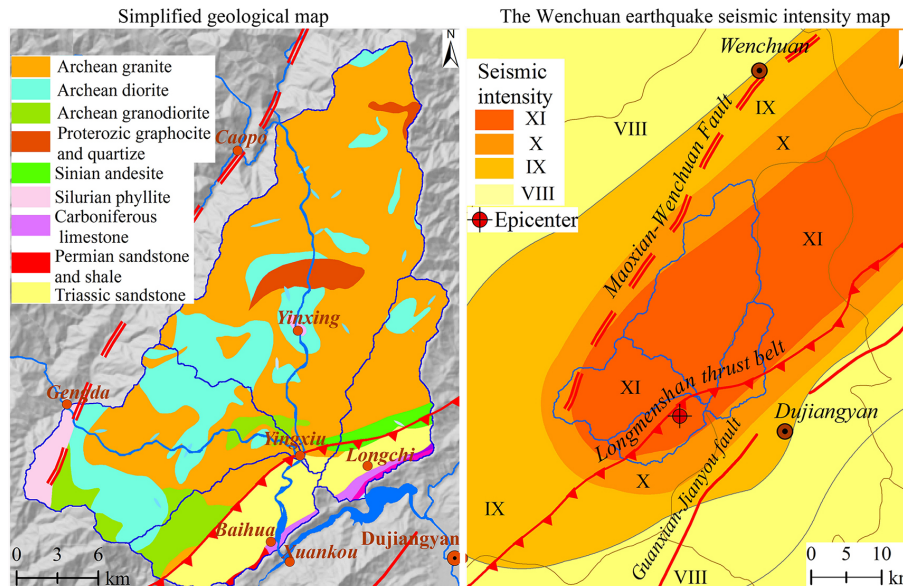 Simplified geological map
N
Archean granite
Archean diorite
Archean granodiorite
Proterozic graphocite
and quartize
Sinian andesite
Silurian phyllite
Carboniferous
limestone
Permian sandstone
and shale
Triassic sandstone
Caopo
Yinxing
Gengda
Yingxiu
Longchi
Baihua
Xuankou
Dujiangyan
0 3 6
km
The Wenchuan earthquake seismic intensity map
Wenchuan
Seismic
intensity
XI
X
IX
VIII
Epicenter
VIII
IX
X
XI
Maoxian-Wenchuan Fault
XI
Longmenshan thrust belt
Dujiangyan
X
Guanxian-Jianyou fault
IX
VIII
0 5 10
km